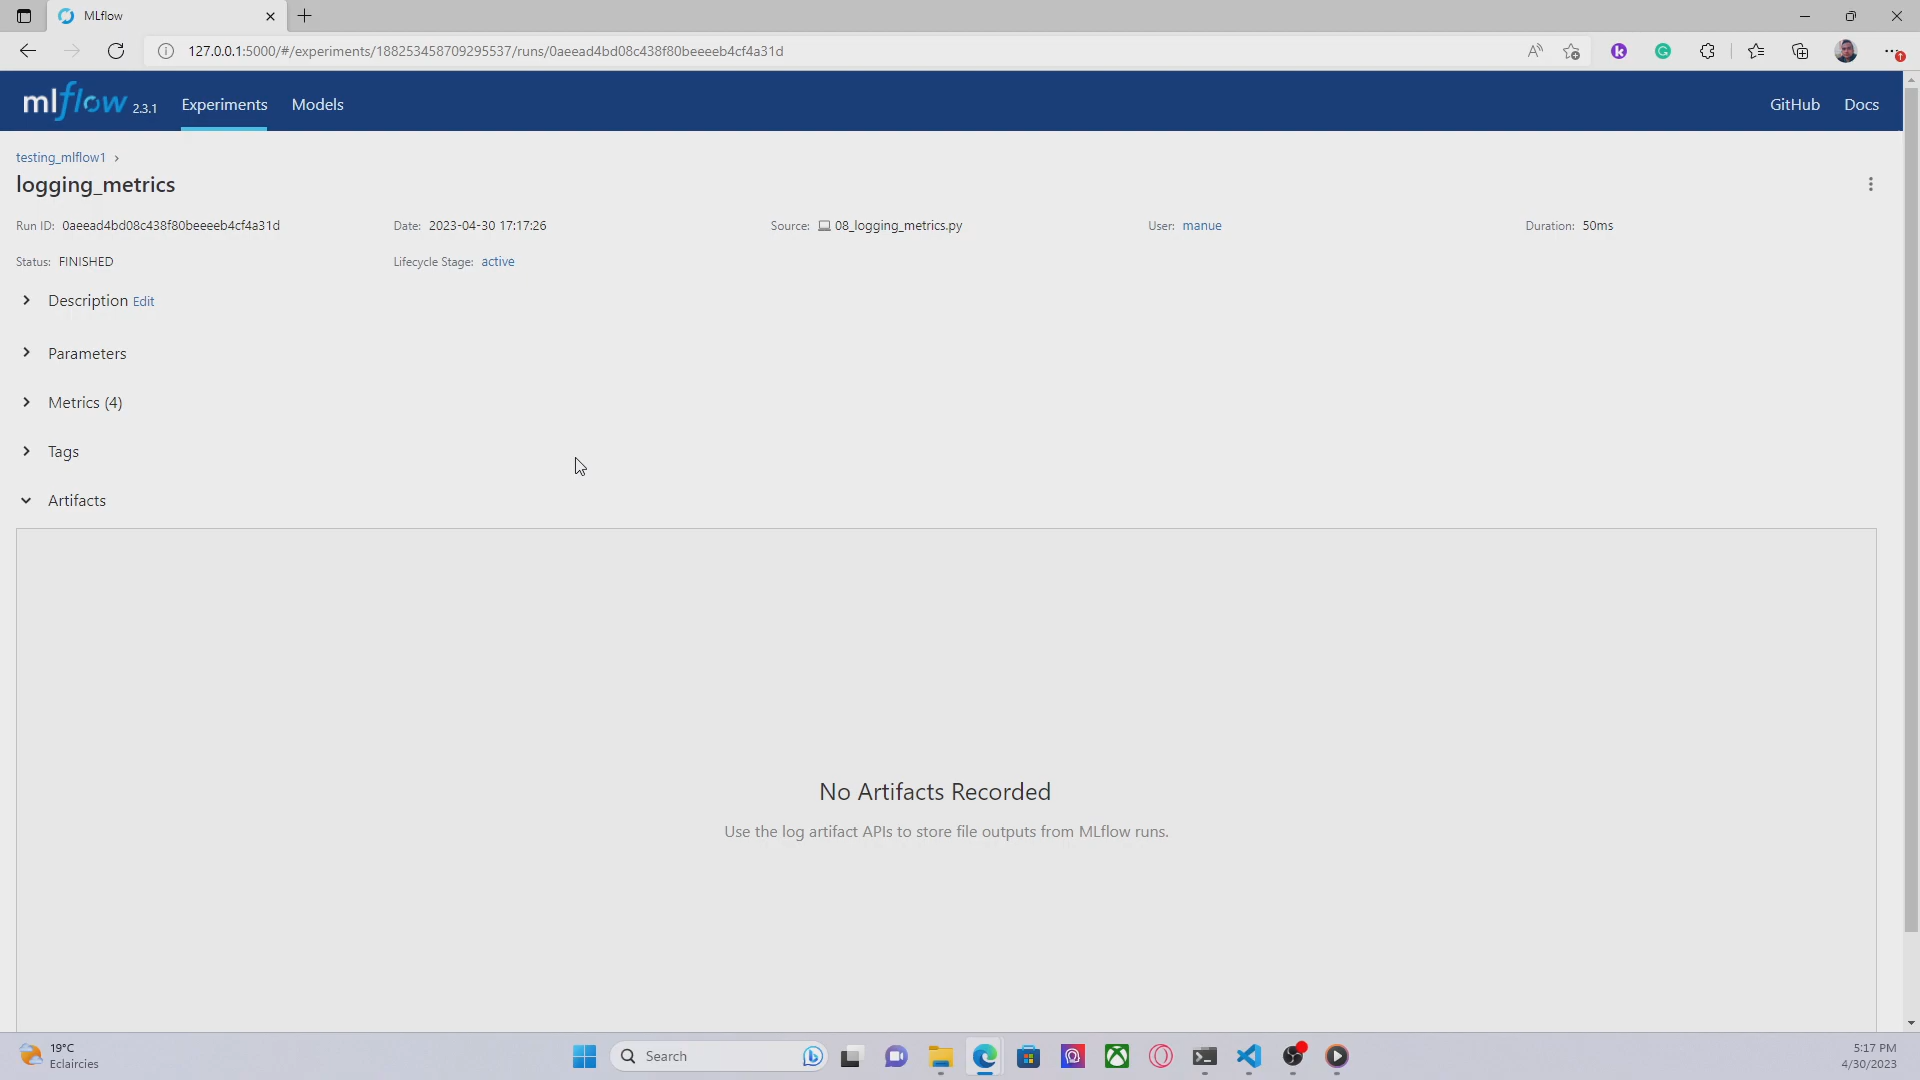 MLflow
127.0.0.1:5000/#/experiments/188253458709295537/runs/0aeead4bd08c438f80beeeeb4cf4a31d
mlflow 2.3.1 Experiments Models GitHub Docs
testing_mlflow1 ›
logging_metrics
Run ID: 0aeead4bd08c438f80beeeeb4cf4a31d Date: 2023-04-30 17:17:26 Source: 08_logging_metrics.py User: manue Duration: 50ms
Status: FINISHED Lifecycle Stage: active
Description Edit
Parameters
Metrics (4)
Tags
Artifacts
No Artifacts Recorded
Use the log artifact APIs to store file outputs from MLflow runs.
19°C
Eclaircies
Search
5:17 PM
4/30/2023